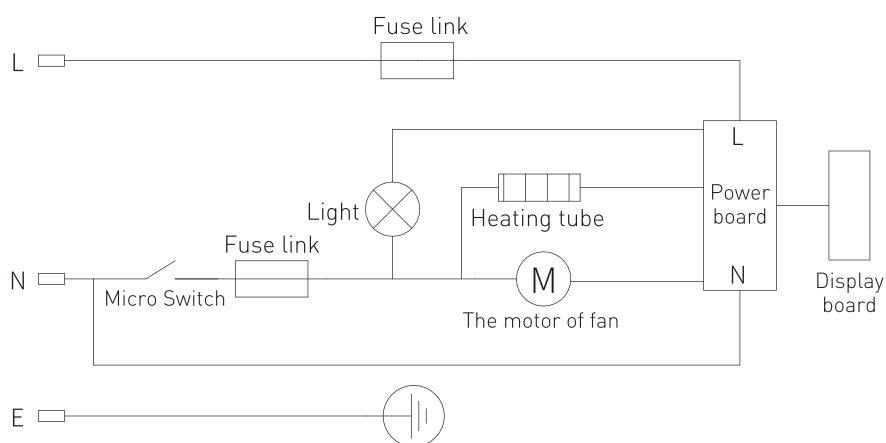 Fuse link
L
L
Light
Heating tube
Power
board
Fuse link
N
Micro Switch
M
N
The motor of fan
Display
board
E